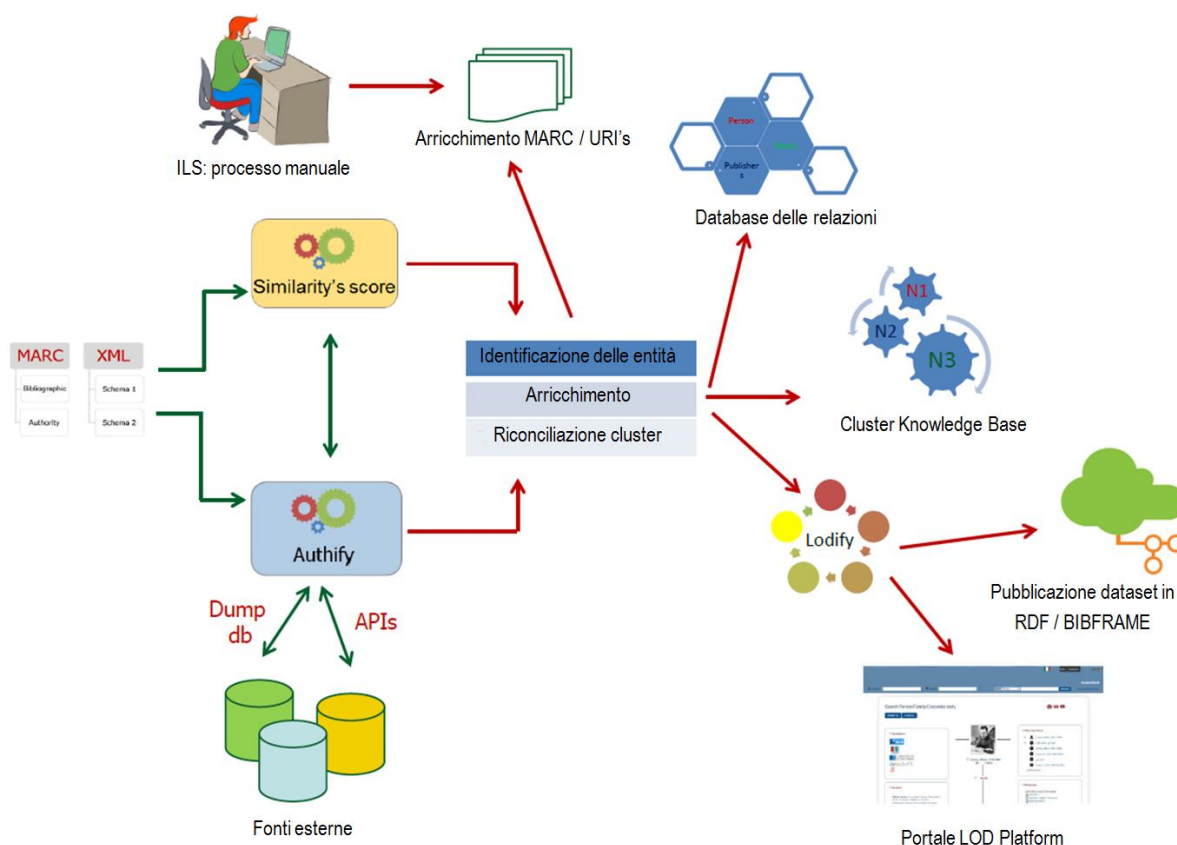 ILS: processo manuale
Arricchimento MARC / URI's
Person
Publisher
s
Database delle relazioni
Similarity's score
MARC
XML
Bibliographic
Schema 1
Authority
Schema 2
Identificazione delle entità
Arricchimento
Riconciliazione cluster
N1
N2
N3
Cluster Knowledge Base
Authify
Dump
db
APIs
Fonti esterne
Lodify
Pubblicazione dataset in
RDF / BIBFRAME
Portale LOD Platform